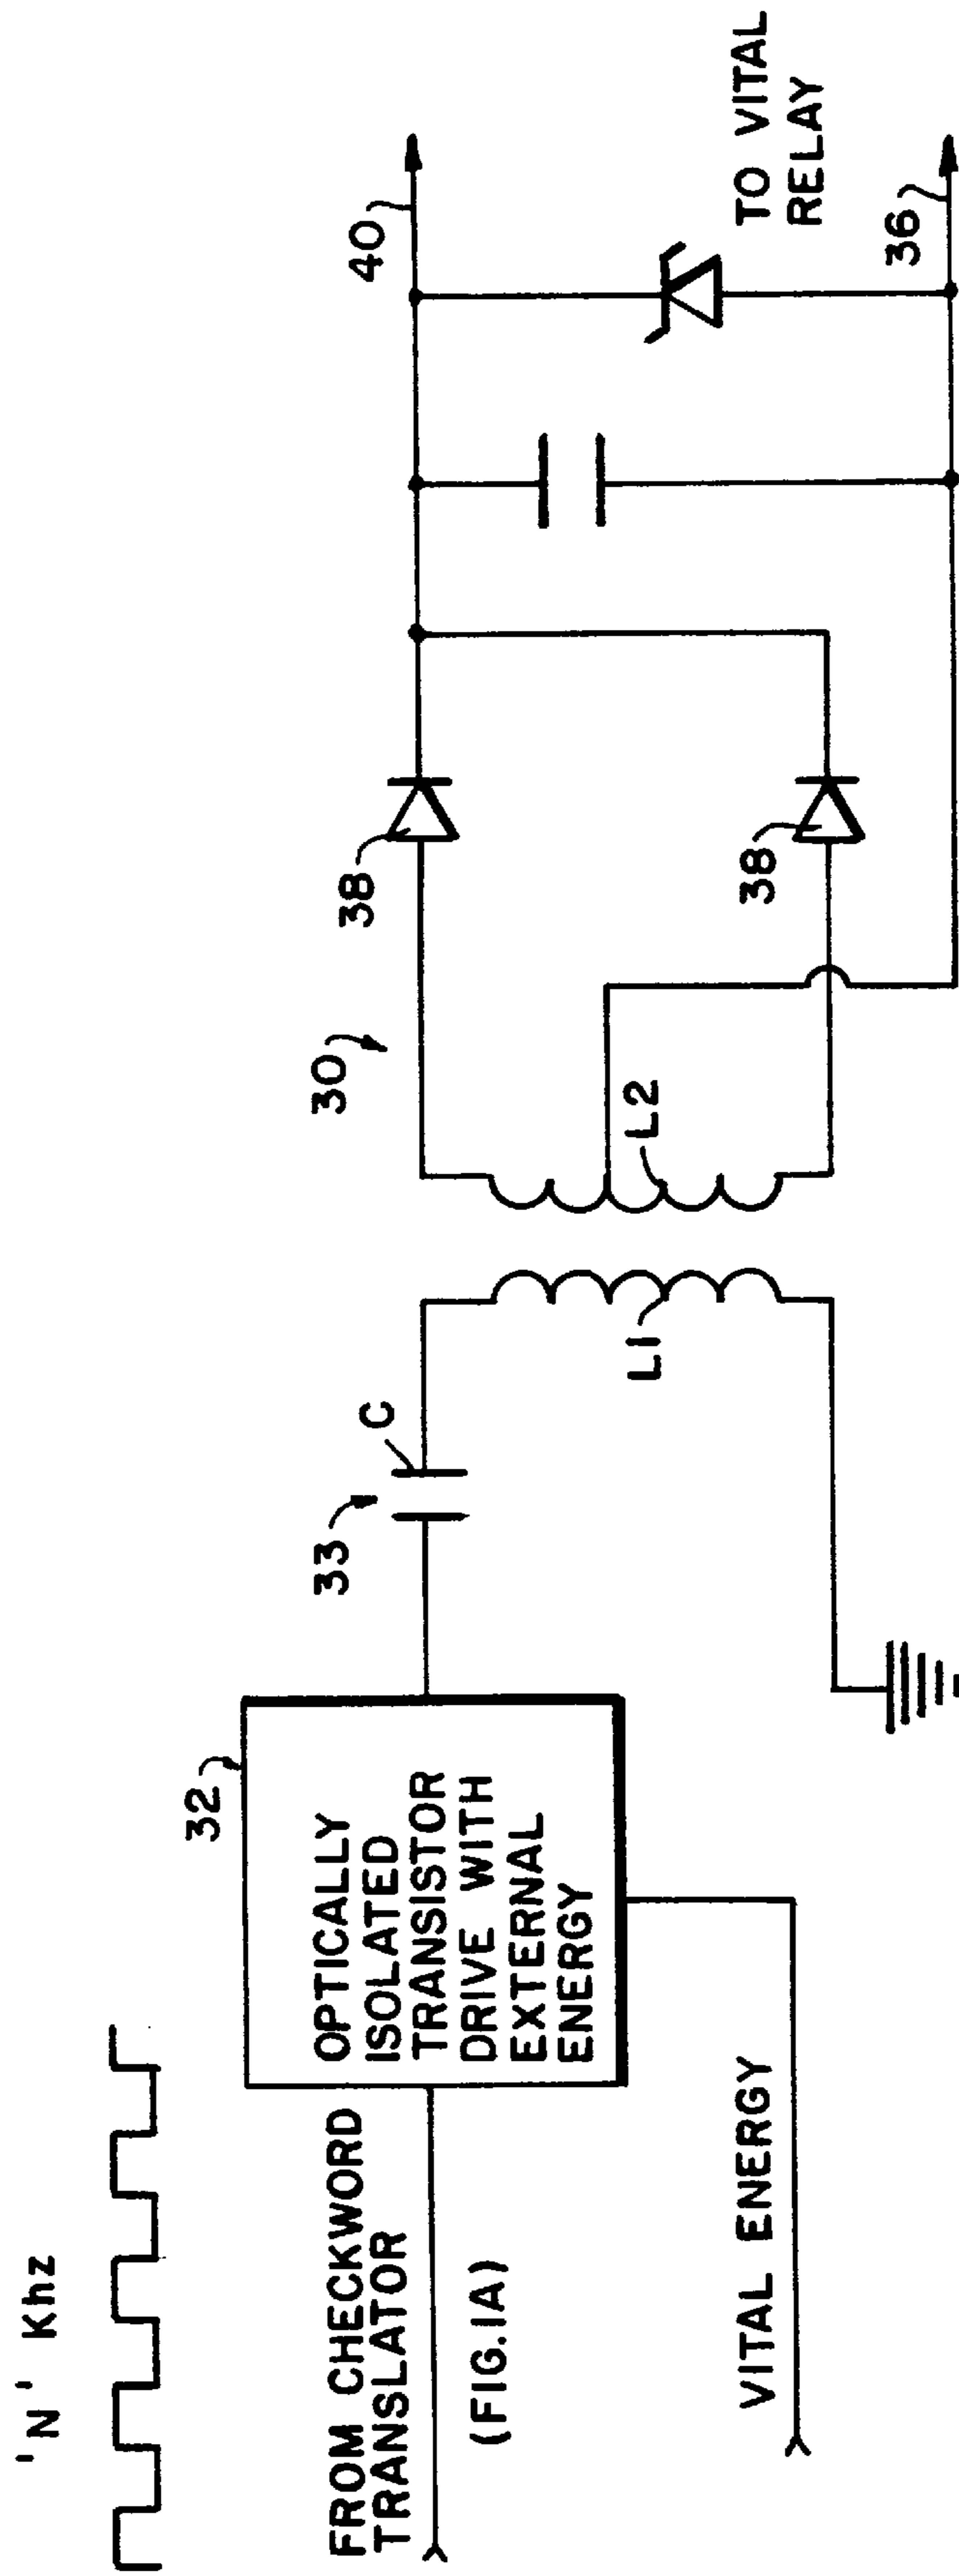 'N' Khz
FROM CHECKWORD
TRANSLATOR
(FIG.1A)
VITAL ENERGY
32
OPTICALLY
ISOLATED
TRANSISTOR
DRIVE WITH
EXTERNAL
ENERGY
33
C
L1
L2
30
38
38
40
36
TO VITAL
RELAY